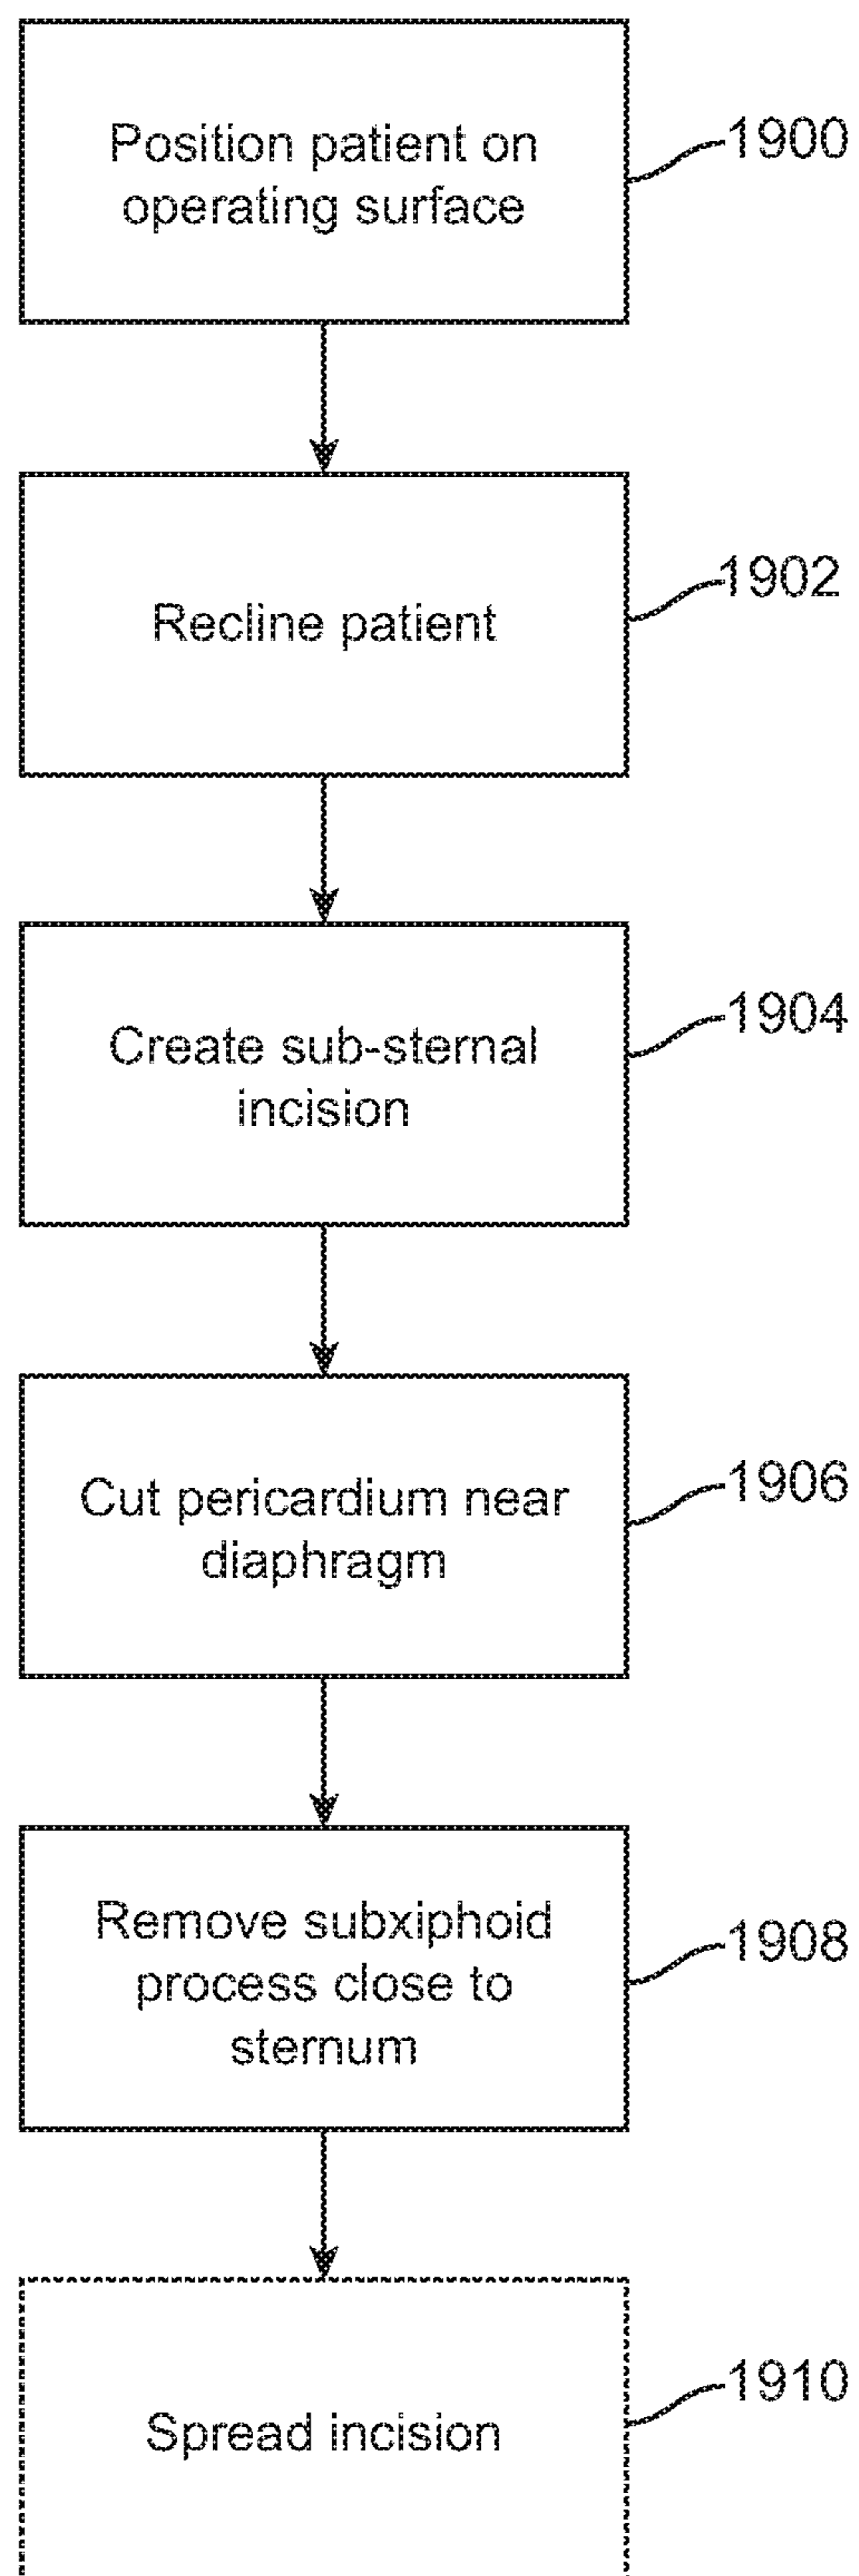 Position patient on
operating surface
1900
Recline patient
1902
Create sub-sternal
incision
1904
Cut pericardium near
diaphragm
1906
Remove subxiphoid
process close to
sternum
1908
Spread incision
1910